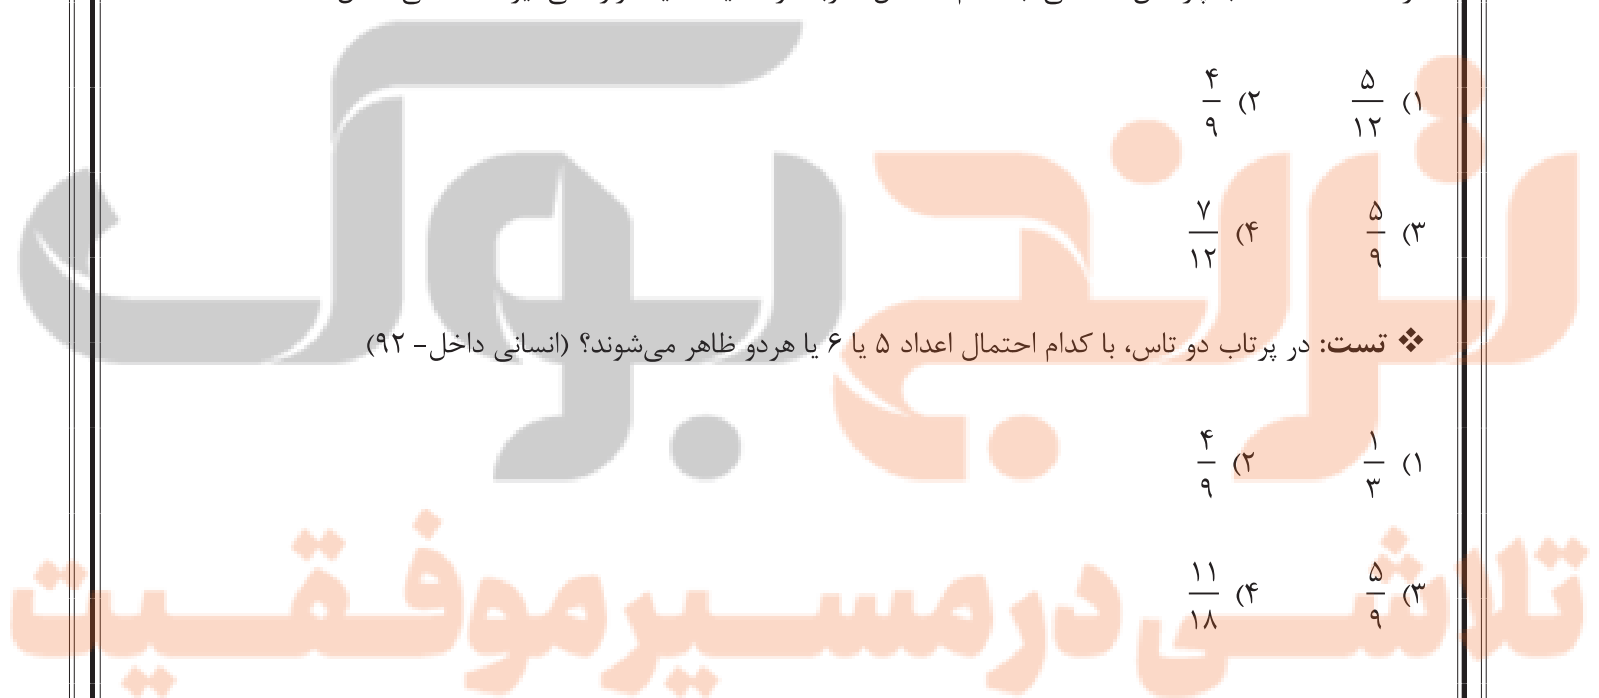 ۱) ۵/۱۲ ۲) ۴/۹
۳) ۵/۹ ۴) ۷/۱۲
❖ تست: در پرتاب دو تاس، با کدام احتمال اعداد ۵ یا ۶ یا هردو ظاهر می‌شوند؟ (انسانی داخل- ۹۲)
۱) ۱/۳ ۲) ۴/۹
۳) ۵/۹ ۴) ۱۱/۱۸
ترنج بوک
تلاشی در مسیر موفقیت